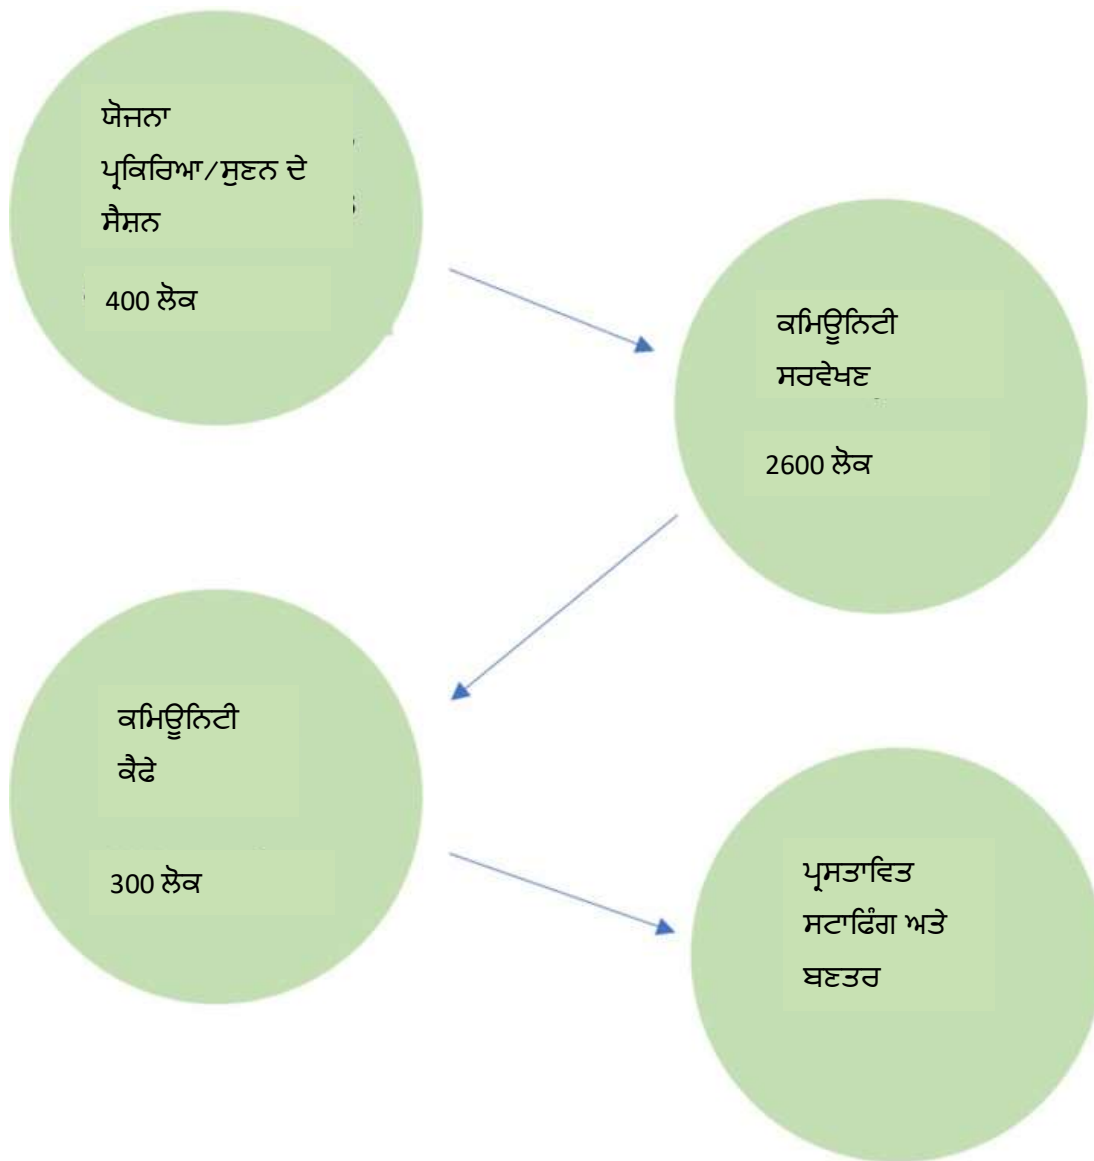 ਯੋਜਨਾ
ਪ੍ਰਕਿਰਿਆ/ਸੁਣਨ ਦੇ
ਸੈਸ਼ਨ
400 ਲੋਕ
ਕਮਿਊਨਿਟੀ
ਸਰਵੇਖਣ
2600 ਲੋਕ
ਕਮਿਊਨਿਟੀ
ਕੈਫੇ
300 ਲੋਕ
ਪ੍ਰਸਤਾਵਿਤ
ਸਟਾਫਿੰਗ ਅਤੇ
ਬਣਤਰ